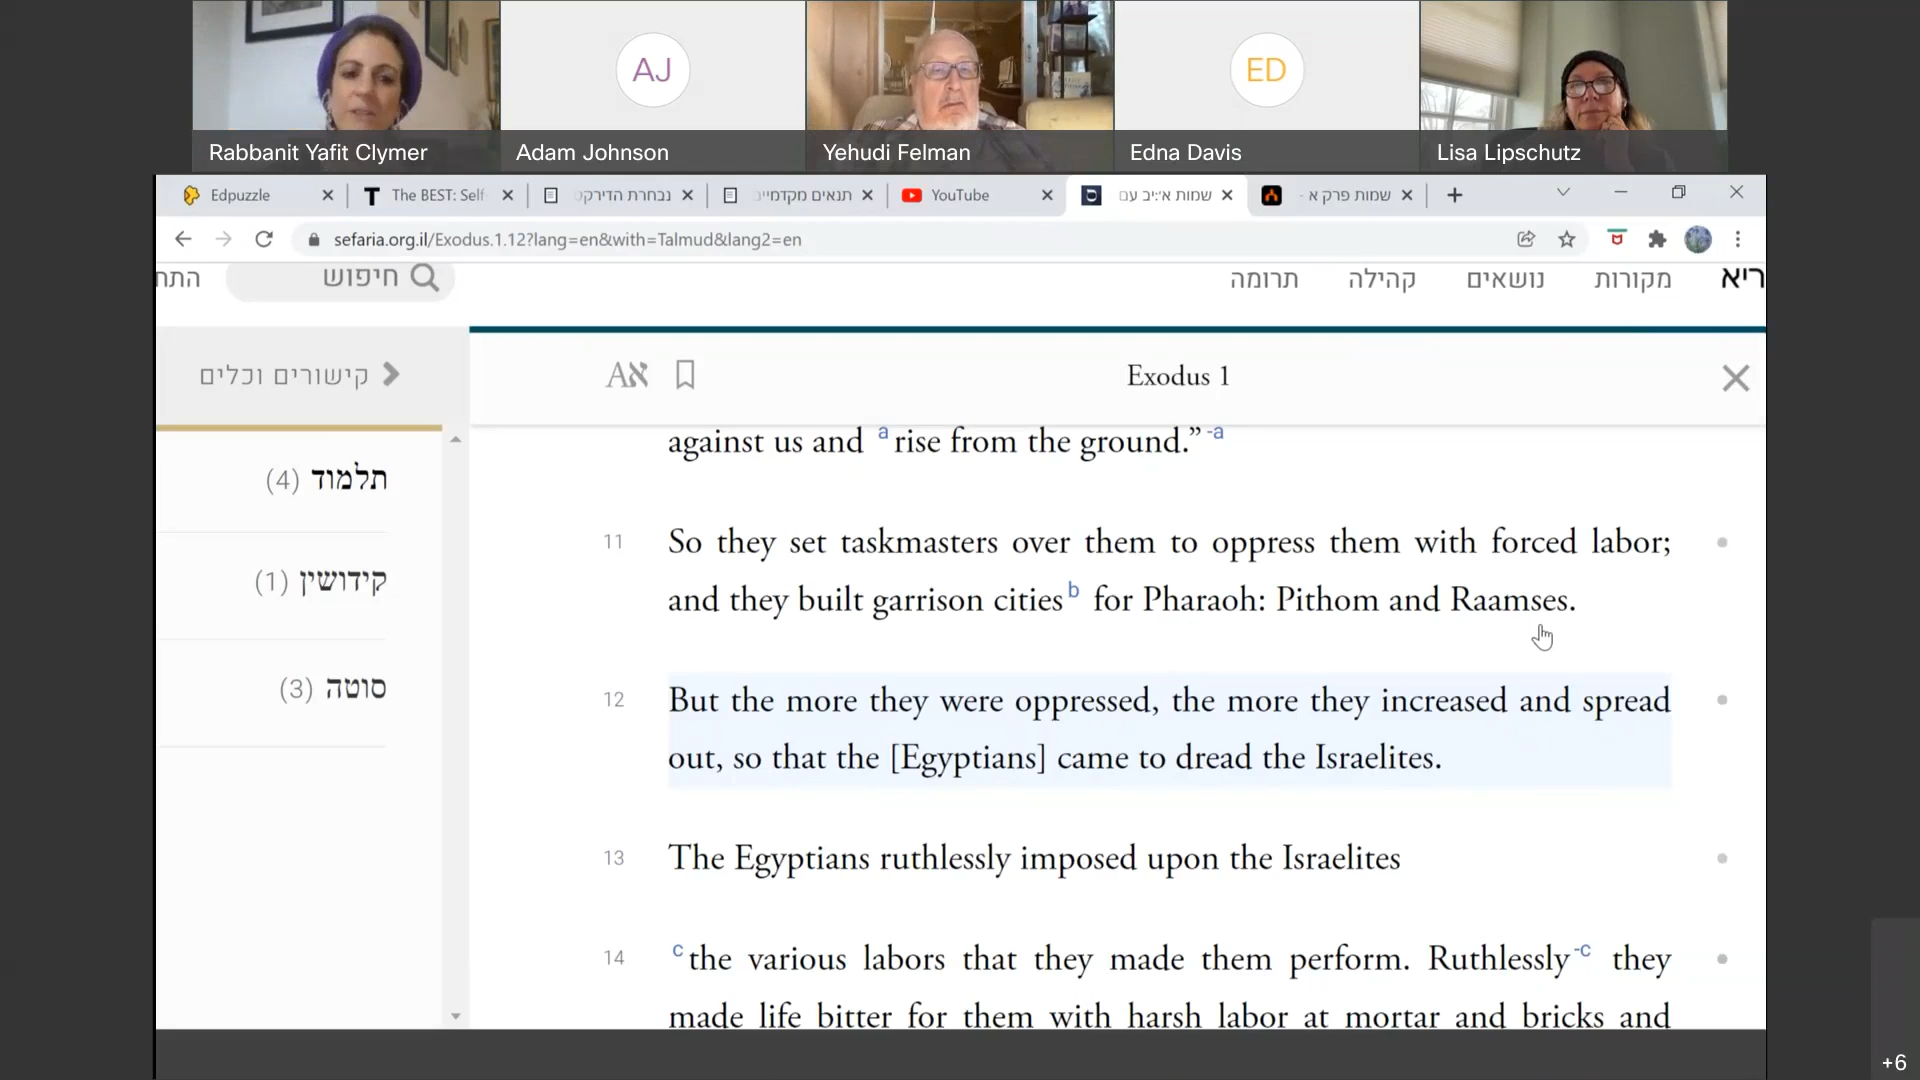 AJ
ED
Rabbanit Yafit Clymer
Adam Johnson
Yehudi Felman
Edna Davis
Lisa Lipschutz
Edpuzzle
The BEST: Self
נבחרת הדירקט
תנאים מקדמיים
YouTube
שמות א׳:י״ב עם
שמות פרק א -
sefaria.org.il/Exodus.1.12?lang=en&with=Talmud&lang2=en
ריא
מקורות
נושאים
קהילה
תרומה
חיפוש
התח
קישורים וכלים
Aא
Exodus 1
תלמוד (4)
קידושין (1)
סוטה (3)
against us and a rise from the ground.” -a
11 So they set taskmasters over them to oppress them with forced labor;
and they built garrison cities b for Pharaoh: Pithom and Raamses.
12 But the more they were oppressed, the more they increased and spread
out, so that the [Egyptians] came to dread the Israelites.
13 The Egyptians ruthlessly imposed upon the Israelites
14 c the various labors that they made them perform. Ruthlessly -c they
made life bitter for them with harsh labor at mortar and bricks and
+6